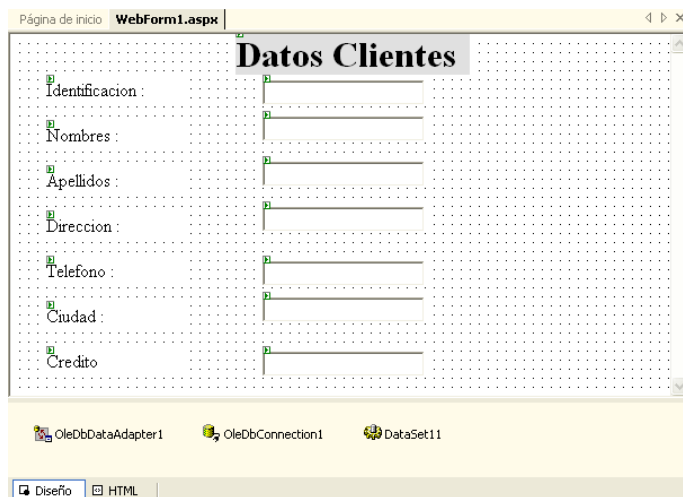 Página de inicio WebForm1.aspx
Datos Clientes
Identificacion :
Nombres :
Apellidos :
Direccion :
Telefono :
Ciudad :
Credito
OleDbDataAdapter1 OleDbConnection1 DataSet11
Diseño HTML